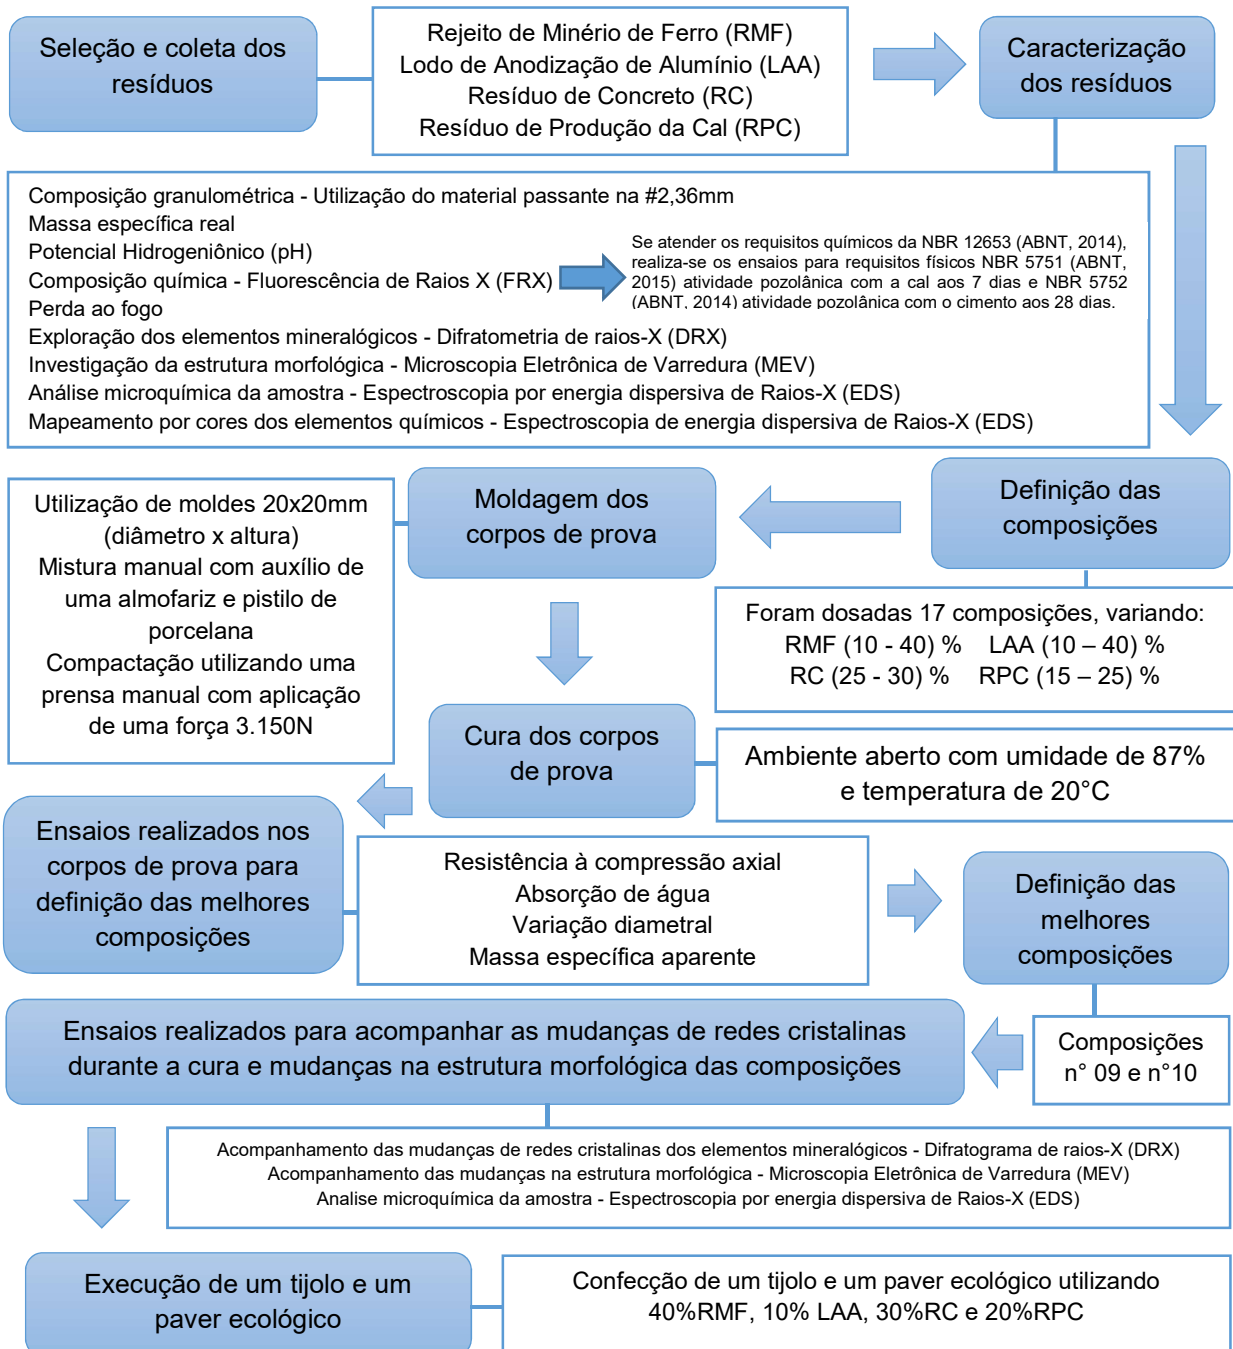 Seleção e coleta dos
resíduos
Rejeito de Minério de Ferro (RMF)
Lodo de Anodização de Alumínio (LAA)
Resíduo de Concreto (RC)
Resíduo de Produção da Cal (RPC)
Caracterização
dos resíduos
Composição granulométrica - Utilização do material passante na #2,36mm
Massa específica real
Potencial Hidrogeniônico (pH)
Composição química - Fluorescência de Raios X (FRX)
Perda ao fogo
Exploração dos elementos mineralógicos - Difratometria de raios-X (DRX)
Investigação da estrutura morfológica - Microscopia Eletrônica de Varredura (MEV)
Análise microquímica da amostra - Espectroscopia por energia dispersiva de Raios-X (EDS)
Mapeamento por cores dos elementos químicos - Espectroscopia de energia dispersiva de Raios-X (EDS)
Se atender os requisitos químicos da NBR 12653 (ABNT, 2014),
realiza-se os ensaios para requisitos físicos NBR 5751 (ABNT,
2015) atividade pozolânica com a cal aos 7 dias e NBR 5752
(ABNT, 2014) atividade pozolânica com o cimento aos 28 dias.
Definição das
composições
Foram dosadas 17 composições, variando:
RMF (10 - 40) % LAA (10 – 40) %
RC (25 - 30) % RPC (15 – 25) %
Moldagem dos
corpos de prova
Utilização de moldes 20x20mm
(diâmetro x altura)
Mistura manual com auxílio de
uma almofariz e pistilo de
porcelana
Compactação utilizando uma
prensa manual com aplicação
de uma força 3.150N
Cura dos corpos
de prova
Ambiente aberto com umidade de 87%
e temperatura de 20°C
Ensaios realizados nos
corpos de prova para
definição das melhores
composições
Resistência à compressão axial
Absorção de água
Variação diametral
Massa específica aparente
Definição das
melhores
composições
Composições
n° 09 e n°10
Ensaios realizados para acompanhar as mudanças de redes cristalinas
durante a cura e mudanças na estrutura morfológica das composições
Acompanhamento das mudanças de redes cristalinas dos elementos mineralógicos - Difratograma de raios-X (DRX)
Acompanhamento das mudanças na estrutura morfológica - Microscopia Eletrônica de Varredura (MEV)
Analise microquímica da amostra - Espectroscopia por energia dispersiva de Raios-X (EDS)
Execução de um tijolo e um
paver ecológico
Confecção de um tijolo e um paver ecológico utilizando
40%RMF, 10% LAA, 30%RC e 20%RPC